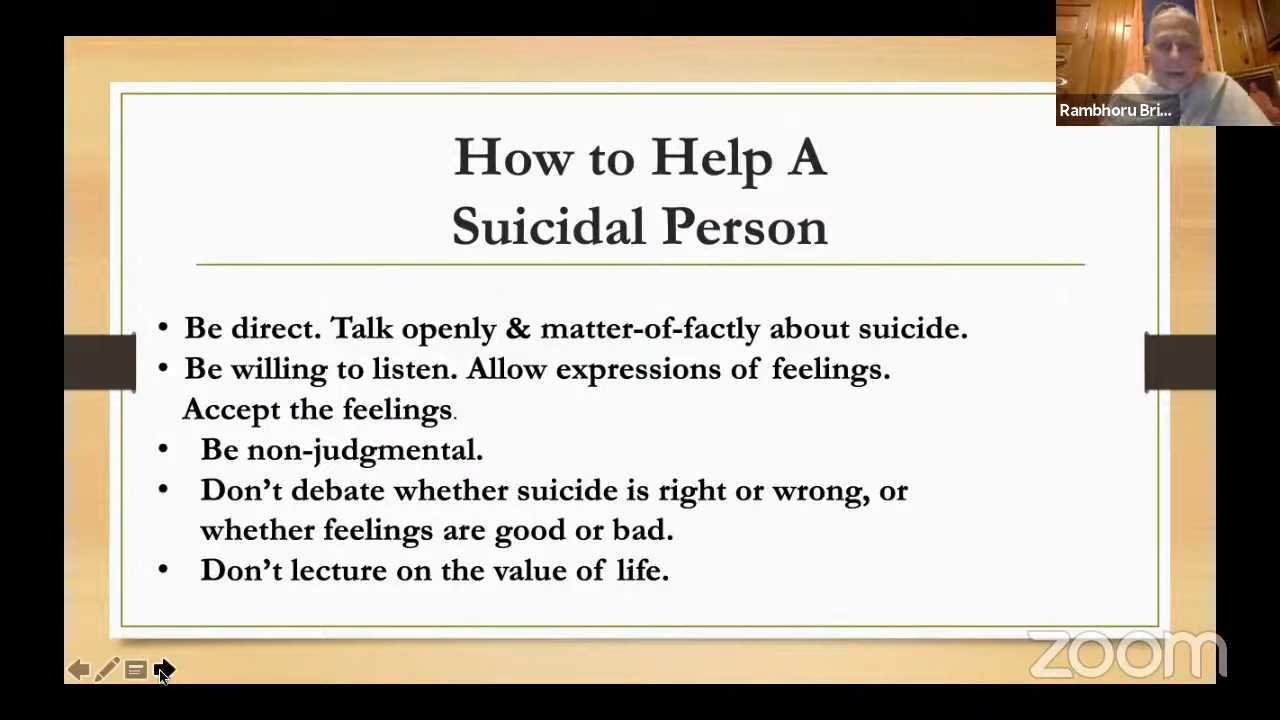 Rambhoru Bri...
How to Help A
Suicidal Person
• Be direct. Talk openly & matter-of-factly about suicide.
• Be willing to listen. Allow expressions of feelings.
Accept the feelings.
• Be non-judgmental.
• Don't debate whether suicide is right or wrong, or
whether feelings are good or bad.
• Don't lecture on the value of life.
zoom